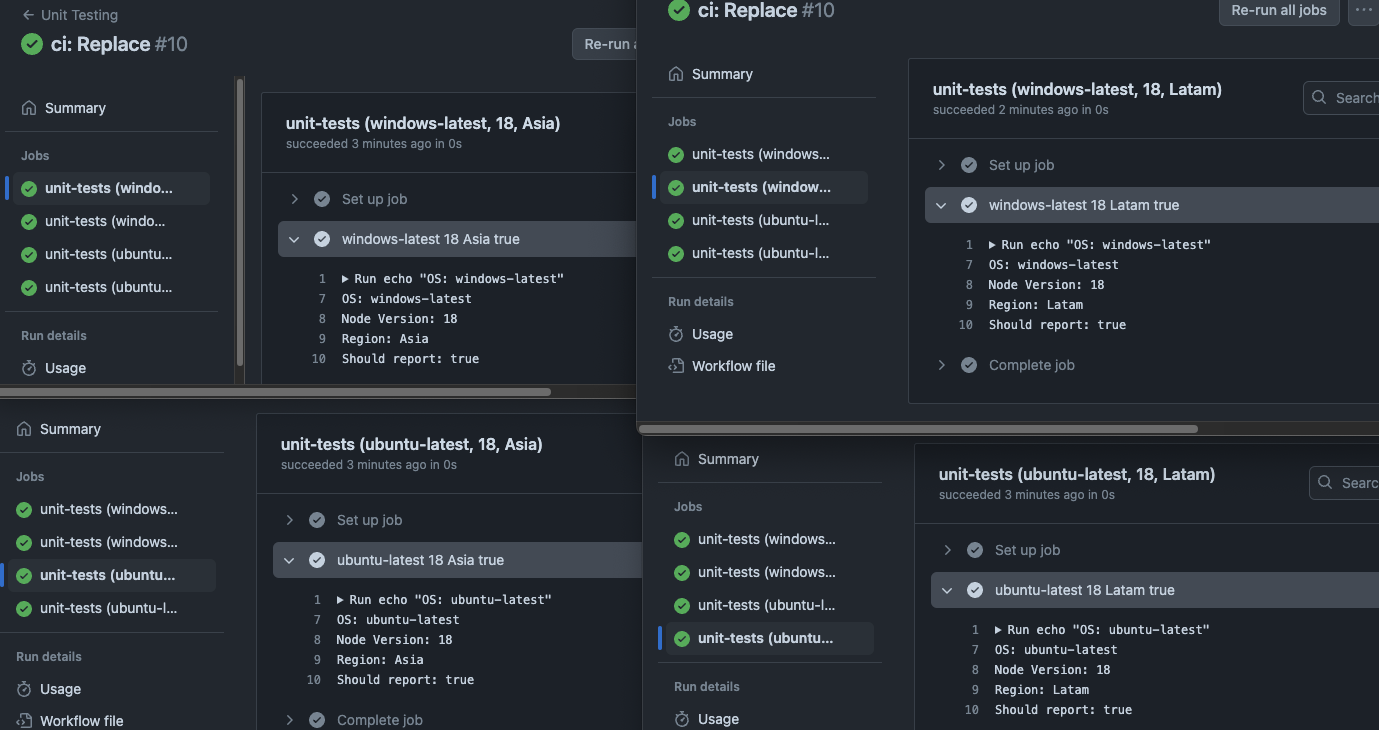 ← Unit Testing
ci: Replace #10
Re-run a
Summary
Jobs
unit-tests (windo...
unit-tests (windo...
unit-tests (ubuntu...
unit-tests (ubuntu...
Run details
Usage
unit-tests (windows-latest, 18, Asia)
succeeded 3 minutes ago in 0s
Set up job
windows-latest 18 Asia true
1 ▶ Run echo "OS: windows-latest"
7 OS: windows-latest
8 Node Version: 18
9 Region: Asia
10 Should report: true
ci: Replace #10
Re-run all jobs
...
Summary
Jobs
unit-tests (windows...
unit-tests (window...
unit-tests (ubuntu-l...
unit-tests (ubuntu-l...
Run details
Usage
Workflow file
unit-tests (windows-latest, 18, Latam)
succeeded 2 minutes ago in 0s
Search
Set up job
windows-latest 18 Latam true
1 ▶ Run echo "OS: windows-latest"
7 OS: windows-latest
8 Node Version: 18
9 Region: Latam
10 Should report: true
Complete job
Summary
Jobs
unit-tests (windows...
unit-tests (windows...
unit-tests (ubuntu...
unit-tests (ubuntu-l...
Run details
Usage
Workflow file
unit-tests (ubuntu-latest, 18, Asia)
succeeded 3 minutes ago in 0s
Set up job
ubuntu-latest 18 Asia true
1 ▶ Run echo "OS: ubuntu-latest"
7 OS: ubuntu-latest
8 Node Version: 18
9 Region: Asia
10 Should report: true
Complete job
Summary
Jobs
unit-tests (windows...
unit-tests (windows...
unit-tests (ubuntu-l...
unit-tests (ubuntu...
Run details
Usage
unit-tests (ubuntu-latest, 18, Latam)
succeeded 3 minutes ago in 0s
Searc
Set up job
ubuntu-latest 18 Latam true
1 ▶ Run echo "OS: ubuntu-latest"
7 OS: ubuntu-latest
8 Node Version: 18
9 Region: Latam
10 Should report: true